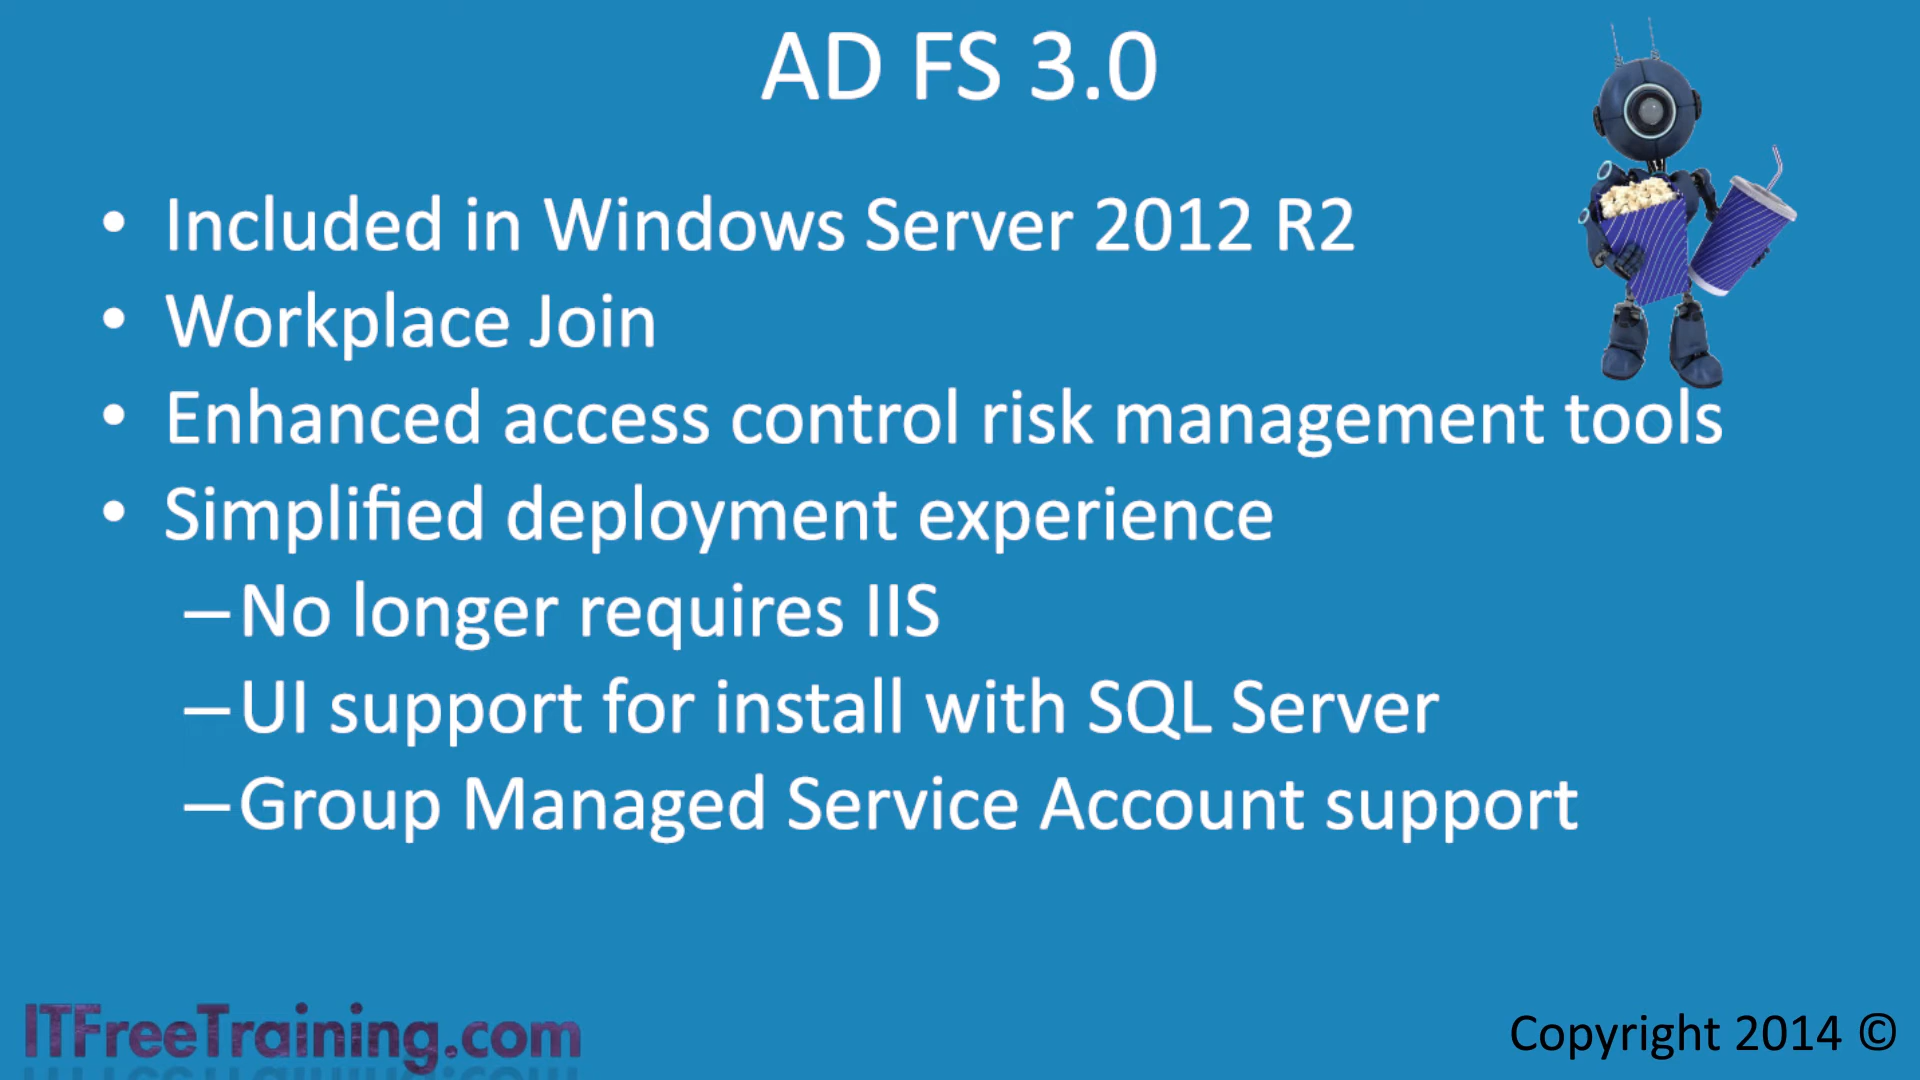 AD FS 3.0
• Included in Windows Server 2012 R2
• Workplace Join
• Enhanced access control risk management tools
• Simplified deployment experience
–No longer requires IIS
–UI support for install with SQL Server
–Group Managed Service Account support
ITFreeTraining.com
Copyright 2014 ©